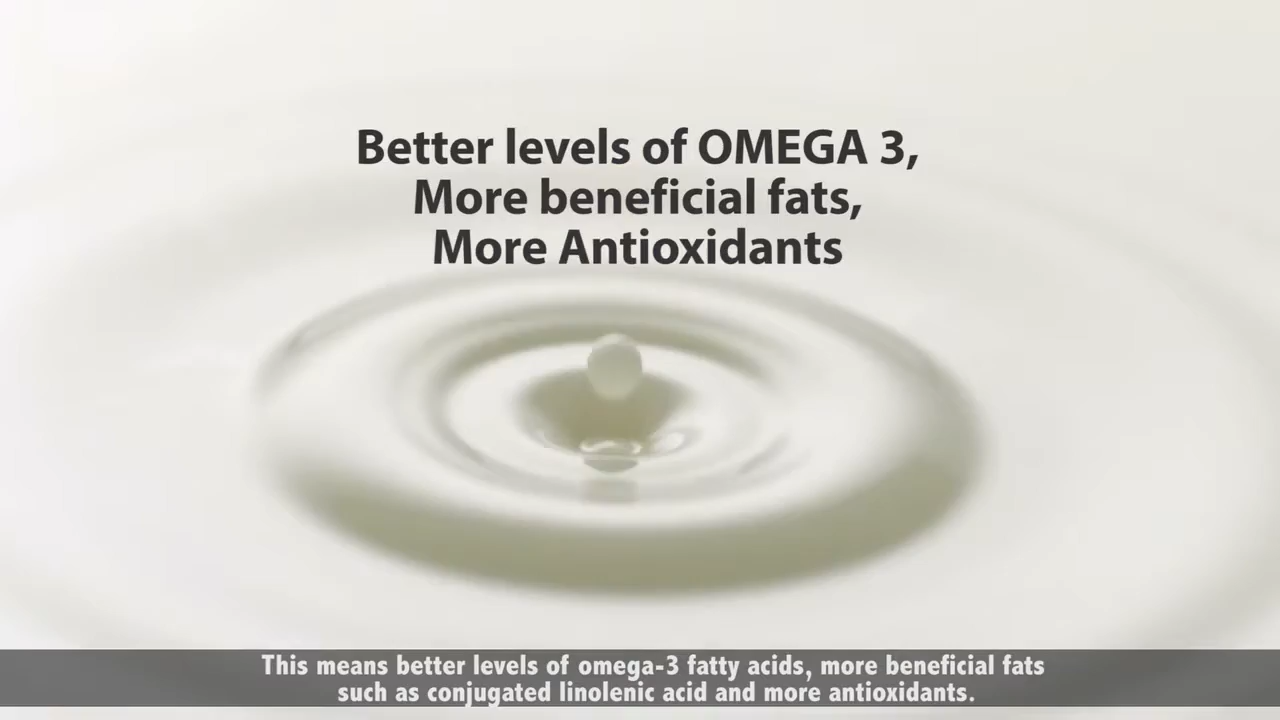 Better levels of OMEGA 3,
More beneficial fats,
More Antioxidants
This means better levels of omega-3 fatty acids, more beneficial fats
such as conjugated linolenic acid and more antioxidants.